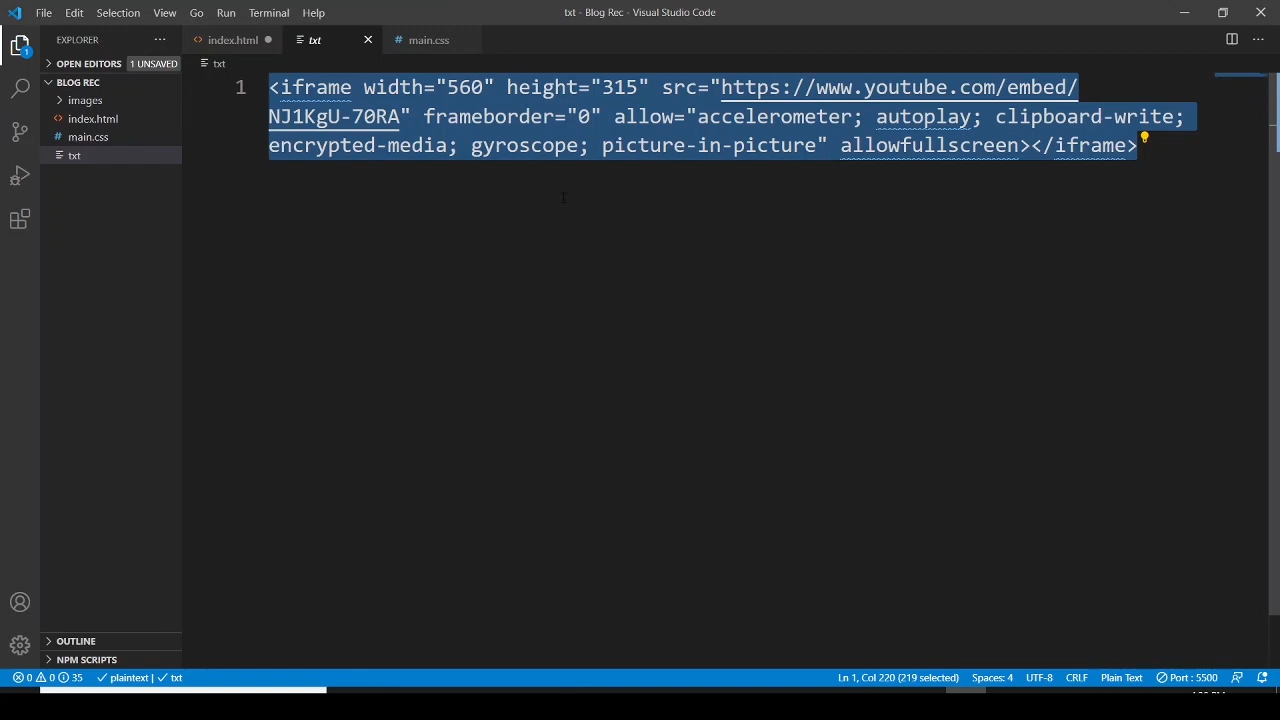 File Edit Selection View Go Run Terminal Help
txt - Blog Rec - Visual Studio Code
EXPLORER
index.html
txt
main.css
1
OPEN EDITORS 1 UNSAVED
BLOG REC
images
index.html
main.css
txt
txt
1 <iframe width="560" height="315" src="https://www.youtube.com/embed/
NJ1KgU-70RA" frameborder="0" allow="accelerometer; autoplay; clipboard-write;
encrypted-media; gyroscope; picture-in-picture" allowfullscreen></iframe>
OUTLINE
NPM SCRIPTS
0 0 35 plaintext | txt
Ln 1, Col 220 (219 selected) Spaces: 4 UTF-8 CRLF Plain Text Port : 5500